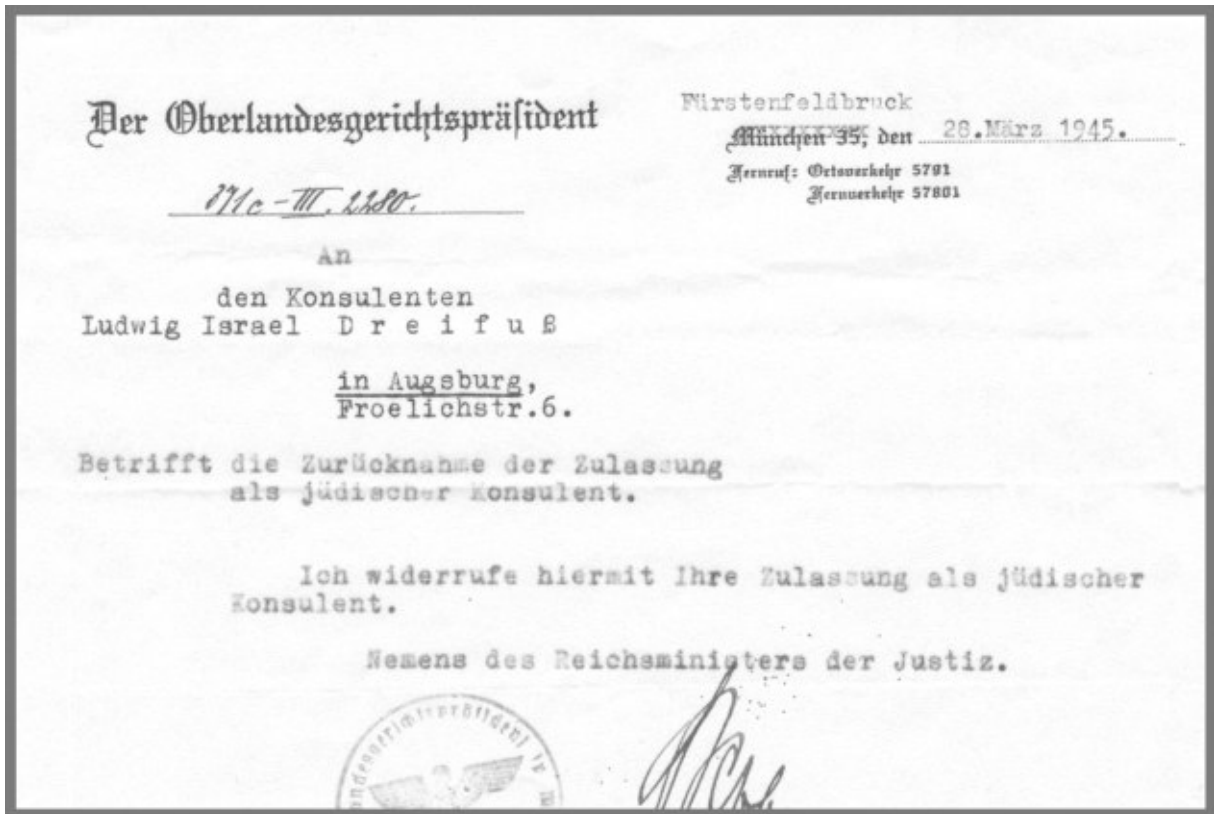 Der Oberlandesgerichtspräsident
Fürstenfeldbruck
München 35, den 28.März 1945.
Fernruf: Ortsverkehr 5791
Fernverkehr 57801
III. 2280.
An
den Konsulenten
Ludwig Israel D r e i f u ß
in Augsburg,
Froelichstr.6.
Betrifft die Zurücknahme der Zulassung
als jüdischer Konsulent.
Ich widerrufe hiermit Ihre Zulassung als jüdischer
Konsulent.
Namens des Reichsministers der Justiz.